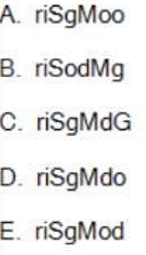 A. riSgMoo
B. riSodMg
C. riSgMdG
D. riSgMdo
E. riSgMod